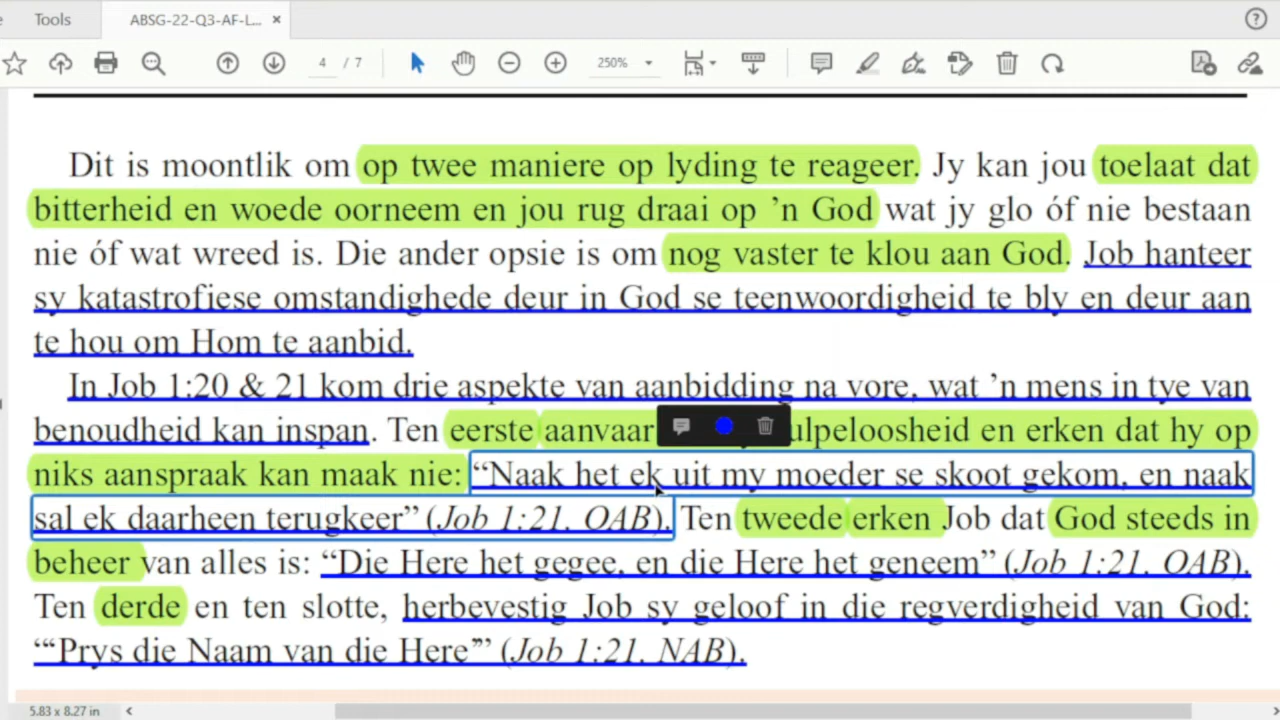 Tools
ABSG-22-Q3-AF-L... ×
4 / 7
250%
Dit is moontlik om op twee maniere op lyding te reageer. Jy kan jou toelaat dat
bitterheid en woede oorneem en jou rug draai op ’n God wat jy glo óf nie bestaan
nie óf wat wreed is. Die ander opsie is om nog vaster te klou aan God. Job hanteer
sy katastrofiese omstandighede deur in God se teenwoordigheid te bly en deur aan
te hou om Hom te aanbid.
In Job 1:20 & 21 kom drie aspekte van aanbidding na vore, wat ’n mens in tye van
benoudheid kan inspan. Ten eerste aanvaar ulpeloosheid en erken dat hy op
niks aanspraak kan maak nie: “Naak het ek uit my moeder se skoot gekom, en naak
sal ek daarheen terugkeer” (Job 1:21, OAB). Ten tweede erken Job dat God steeds in
beheer van alles is: “Die Here het gegee, en die Here het geneem” (Job 1:21, OAB).
Ten derde en ten slotte, herbevestig Job sy geloof in die regverdigheid van God:
“‘Prys die Naam van die Here’” (Job 1:21, NAB).
5.83 x 8.27 in